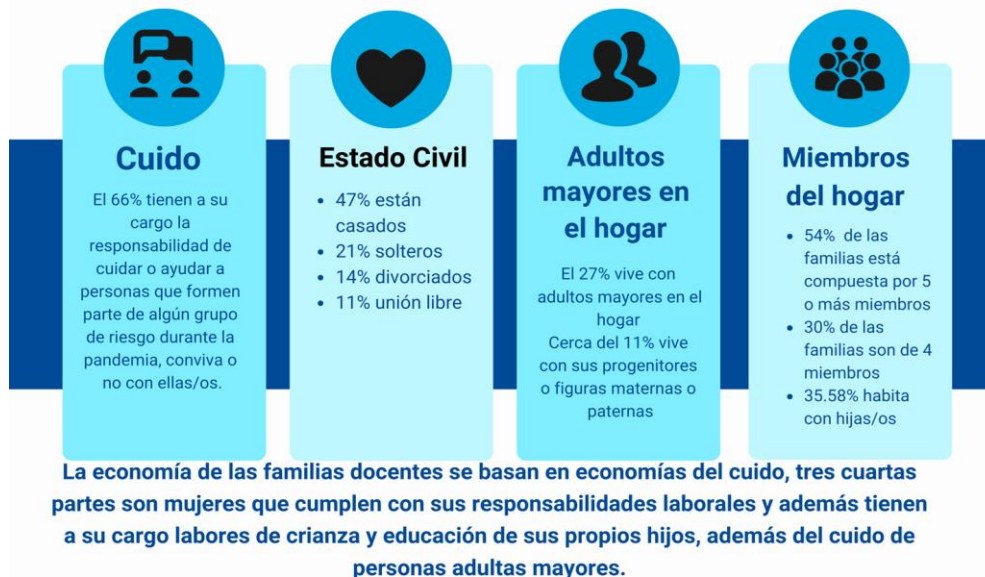 Cuido
El 66% tienen a su
cargo la
responsabilidad de
cuidar o ayudar a
personas que formen
parte de algún grupo
de riesgo durante la
pandemia, conviva o
no con ellas/os.
Estado Civil
• 47% están
casados
• 21% solteros
• 14% divorciados
• 11% unión libre
Adultos
mayores en
el hogar
El 27% vive con
adultos mayores en el
hogar
Cerca del 11% vive
con sus progenitores
o figuras maternas o
paternas
Miembros
del hogar
• 54% de las
familias está
compuesta por 5
o más miembros
• 30% de las
familias son de 4
miembros
• 35.58% habita
con hijas/os
La economía de las familias docentes se basan en economías del cuido, tres cuartas
partes son mujeres que cumplen con sus responsabilidades laborales y además tienen
a su cargo labores de crianza y educación de sus propios hijos, además del cuido de
personas adultas mayores.